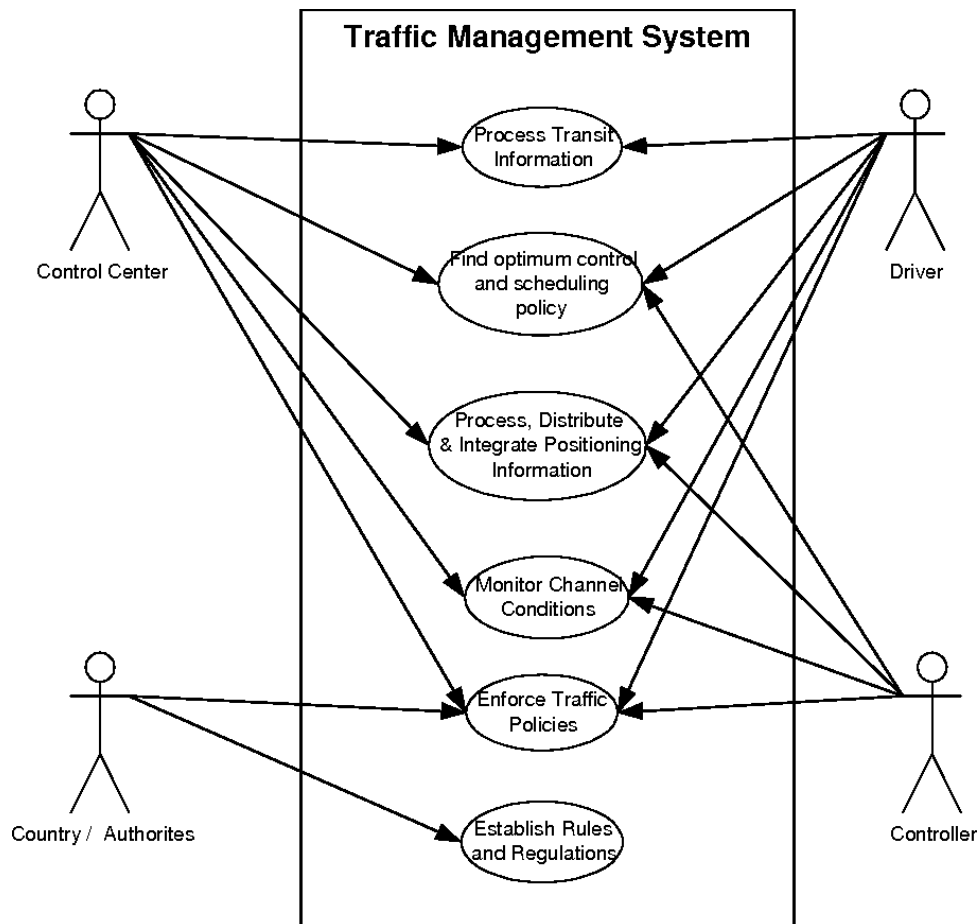 Traffic Management System
Process Transit
Information
Control Center
Driver
Find optimum control
and scheduling
policy
Process, Distribute
& Integrate Positioning
Information
Monitor Channel
Conditions
Enforce Traffic
Policies
Country /  Authorites
Controller
Establish Rules
and Regulations